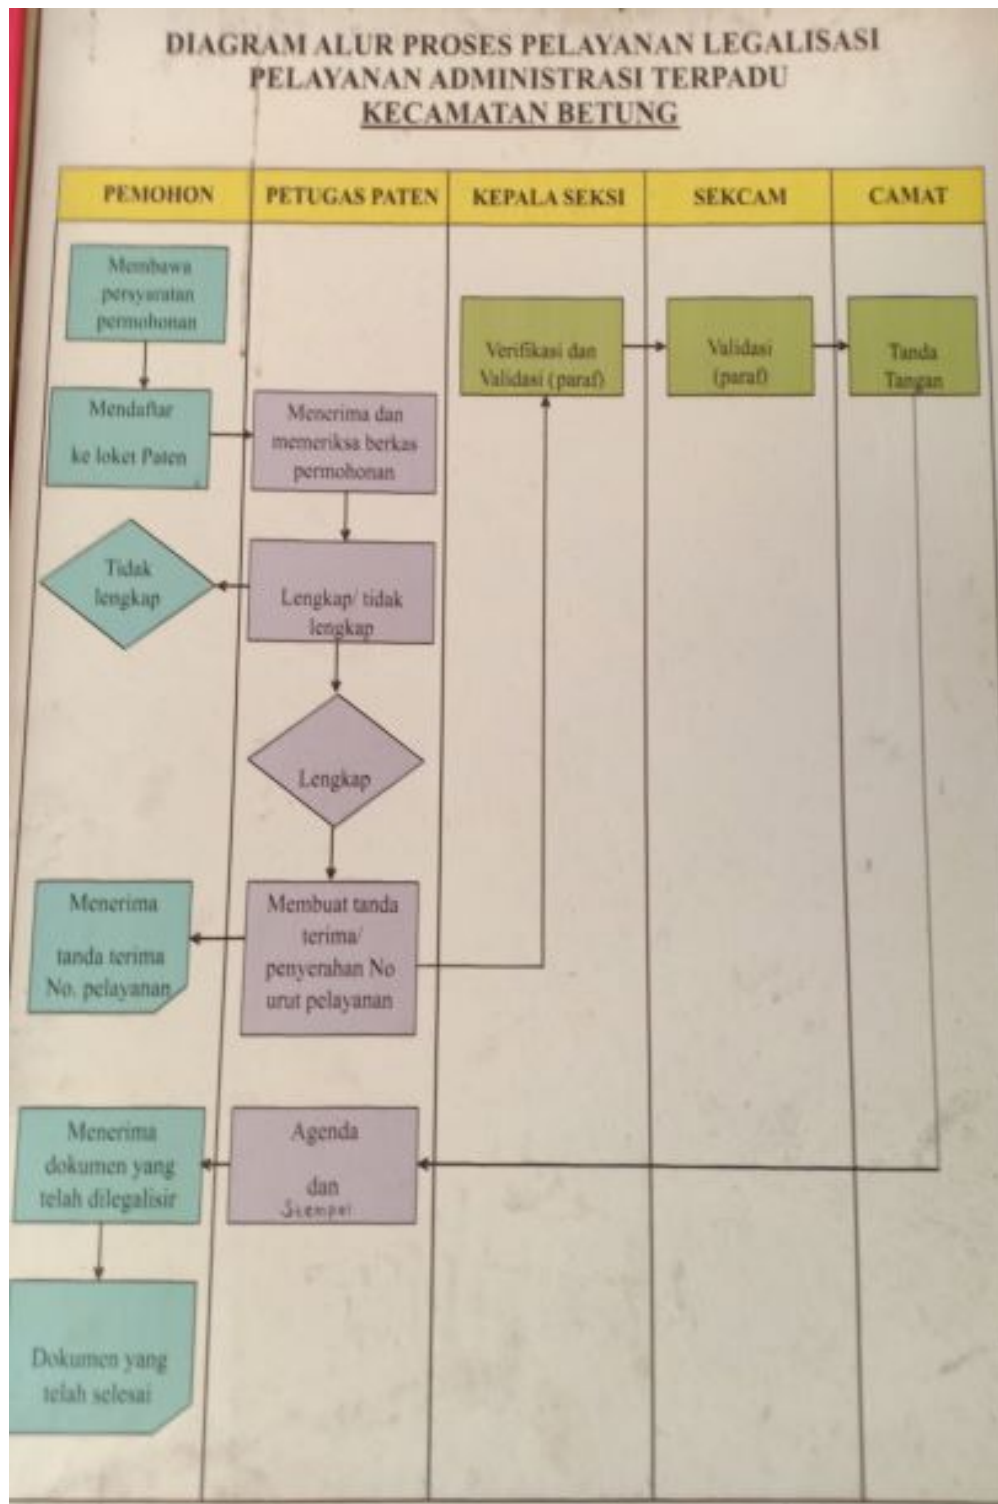 DIAGRAM ALUR PROSES PELAYANAN LEGALISASI
PELAYANAN ADMINISTRASI TERPADU
KECAMATAN BETUNG
PEMOHON
PETUGAS PATEN
KEPALA SEKSI
SEKCAM
CAMAT
Membawa
persyaratan
permohonan
Verifikasi dan
Validasi (paraf)
Validasi
(paraf)
Tanda
Tangan
Mendaftar
ke loket Paten
Menerima dan
memeriksa berkas
permohonan
Tidak
lengkap
Lengkap/ tidak
lengkap
Lengkap
Menerima
tanda terima
No. pelayanan
Membuat tanda
terima/
penyerahan No
urut pelayanan
Menerima
dokumen yang
telah dilegalisir
Agenda
dan
Stempel
Dokumen yang
telah selesai